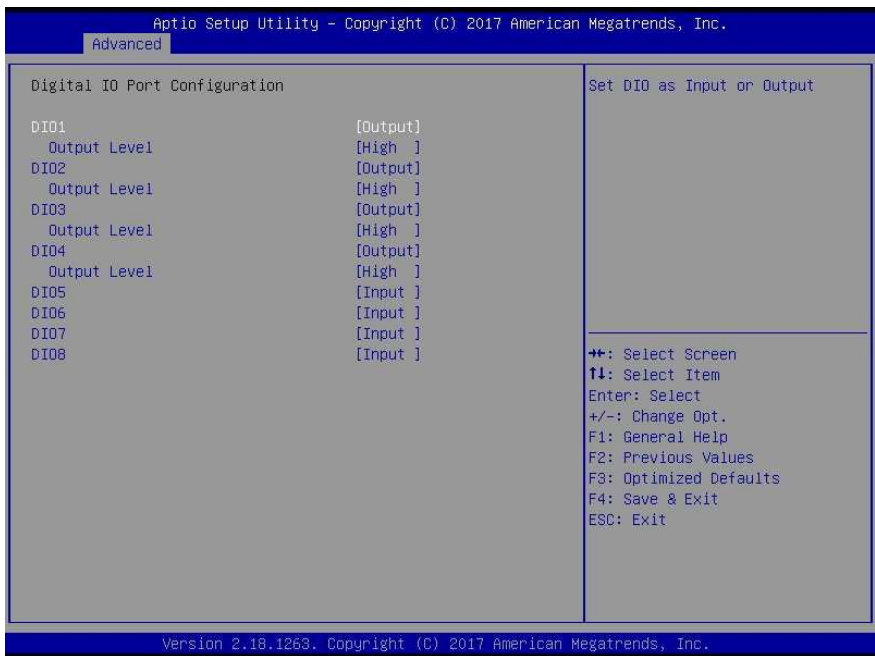 Aptio Setup Utility – Copyright (C) 2017 American Megatrends, Inc.
Advanced
Digital IO Port Configuration
DIO1 [Output]
Output Level [High ]
DIO2 [Output]
Output Level [High ]
DIO3 [Output]
Output Level [High ]
DIO4 [Output]
Output Level [High ]
DIO5 [Input ]
DIO6 [Input ]
DIO7 [Input ]
DIO8 [Input ]
Set DIO as Input or Output
→←: Select Screen
↑↓: Select Item
Enter: Select
+/-: Change Opt.
F1: General Help
F2: Previous Values
F3: Optimized Defaults
F4: Save & Exit
ESC: Exit
Version 2.18.1263. Copyright (C) 2017 American Megatrends, Inc.